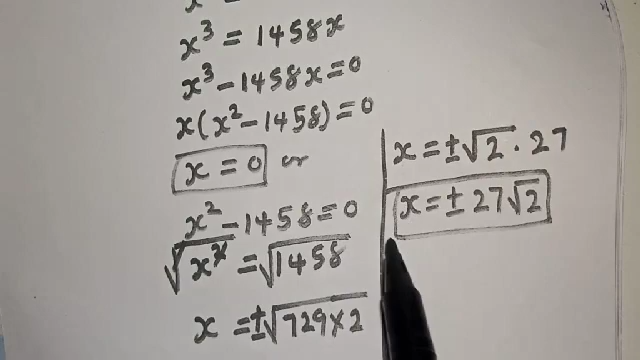 x³ = 1458x
x³ - 1458x = 0
x(x² - 1458) = 0
x = 0 or
x² - 1458 = 0
√x² = √1458
x = ±√729×2
x = ±√2 · 27
x = ± 27√2